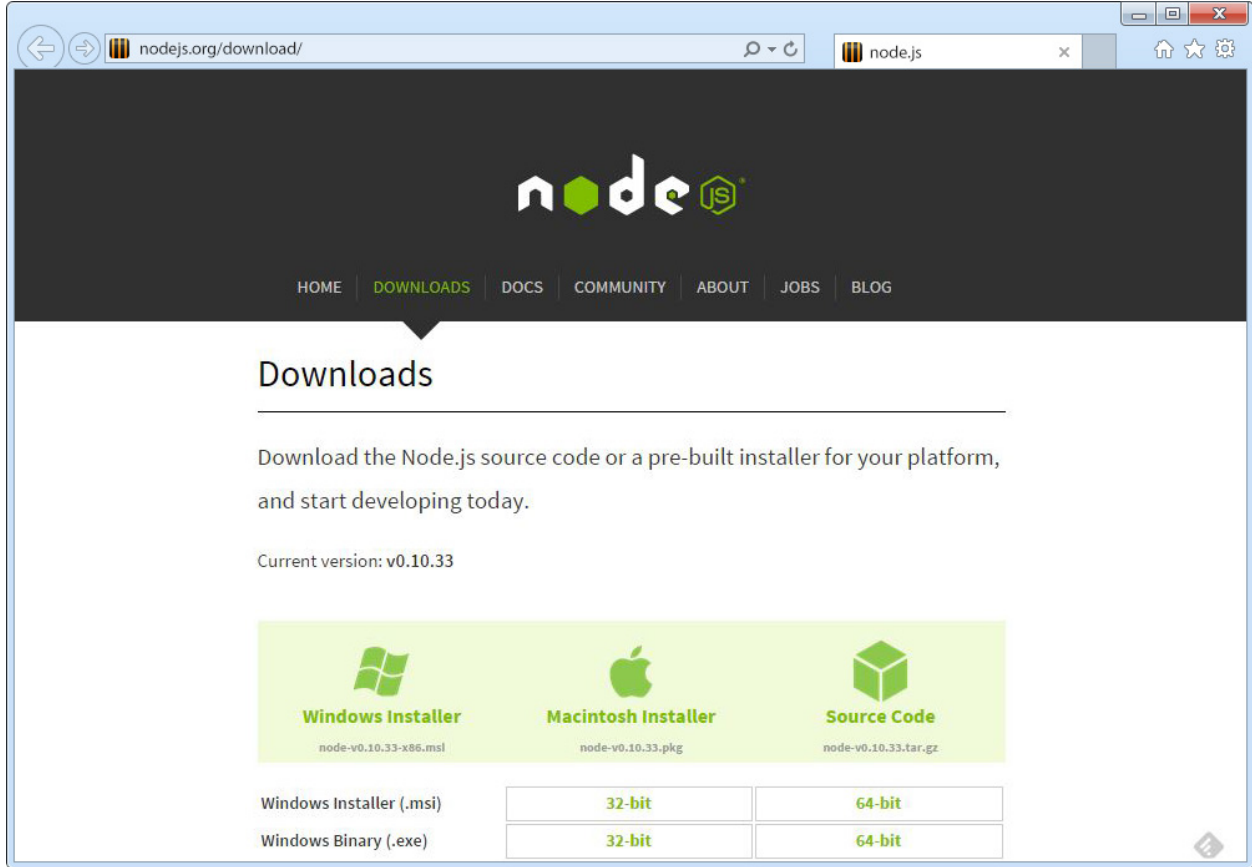 nodejs.org/download/
node.js
node JS
HOME DOWNLOADS DOCS COMMUNITY ABOUT JOBS BLOG
Downloads
Download the Node.js source code or a pre-built installer for your platform,
and start developing today.
Current version: v0.10.33
Windows Installer Macintosh Installer Source Code
node-v0.10.33-x86.msi node-v0.10.33.pkg node-v0.10.33.tar.gz
Windows Installer (.msi) 32-bit 64-bit
Windows Binary (.exe) 32-bit 64-bit